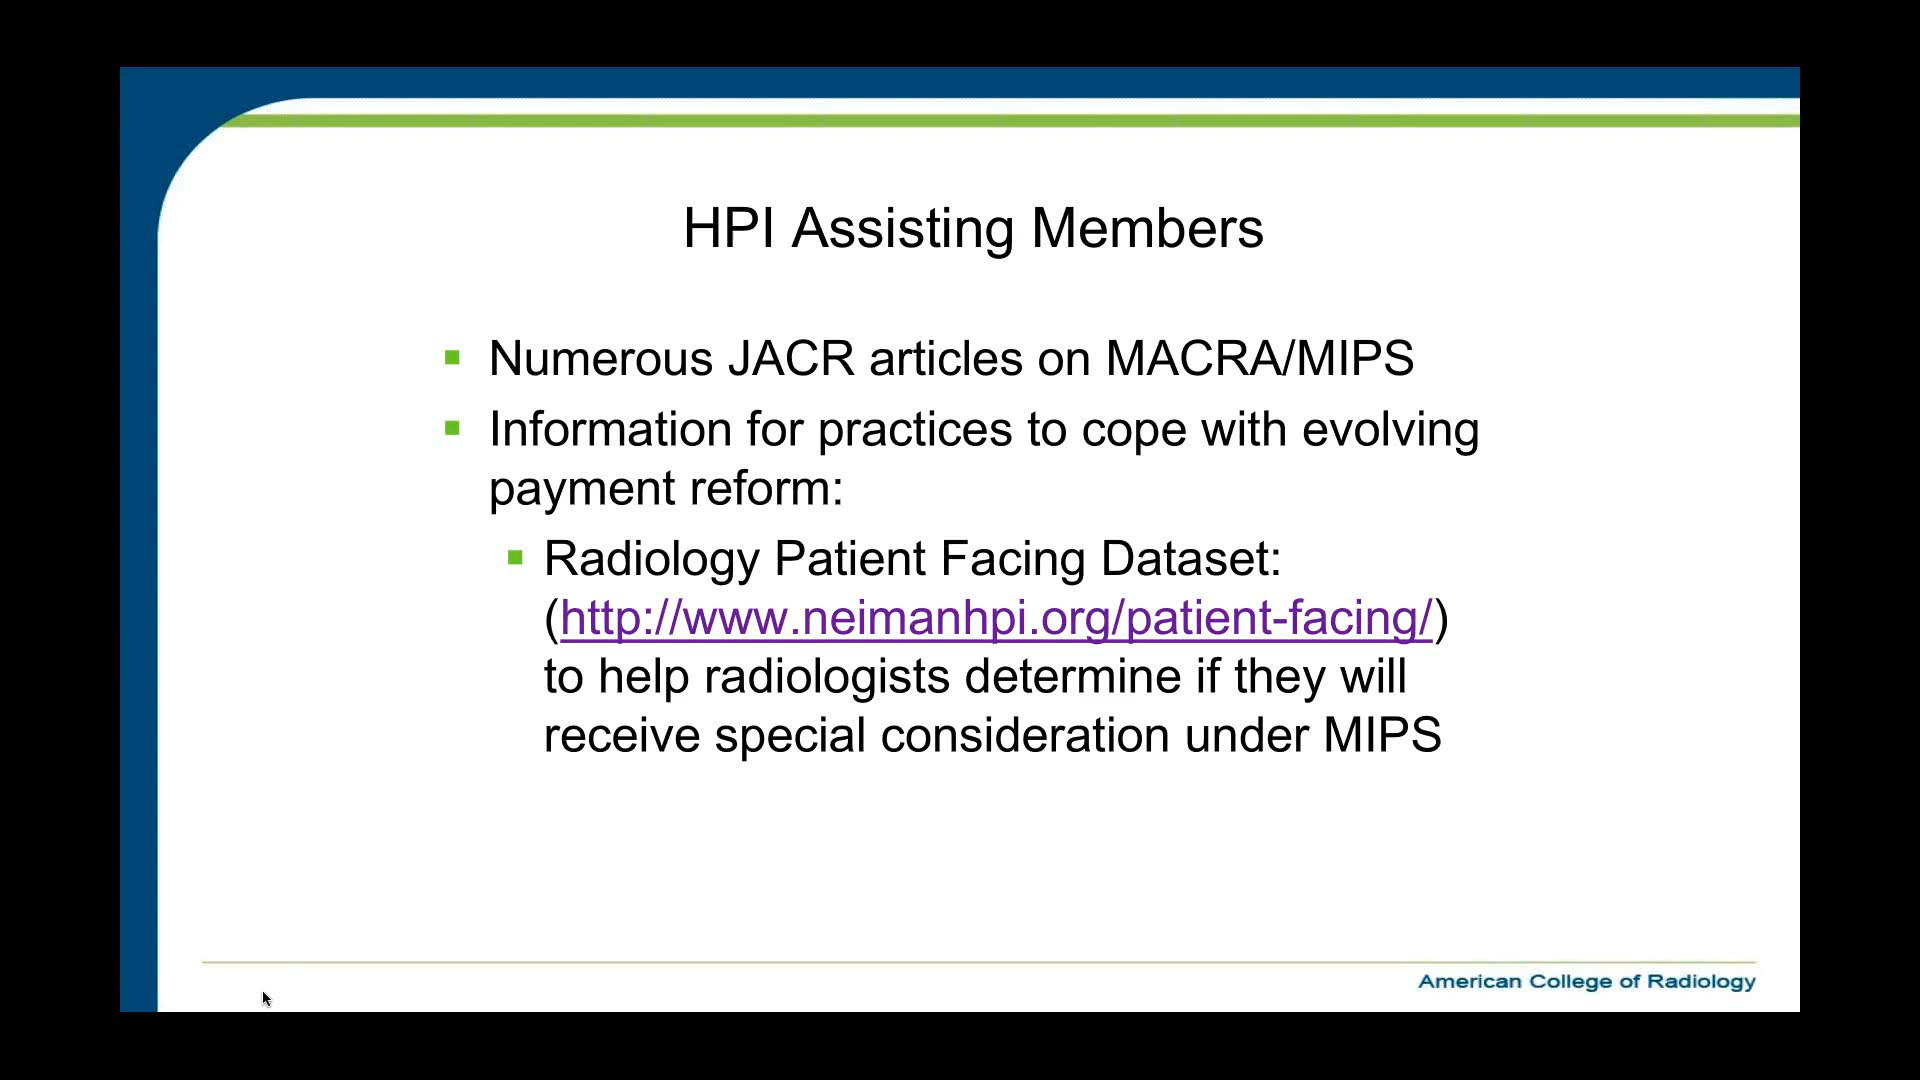 HPI Assisting Members
Numerous JACR articles on MACRA/MIPS
Information for practices to cope with evolving
payment reform:
Radiology Patient Facing Dataset:
(http://www.neimanhpi.org/patient-facing/)
to help radiologists determine if they will
receive special consideration under MIPS
American College of Radiology